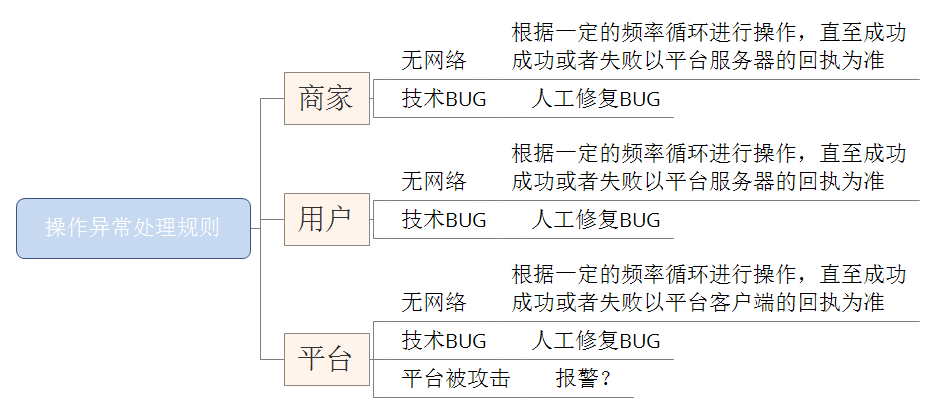 操作异常处理规则
商家
无网络
根据一定的频率循环进行操作，直至成功
成功或者失败以平台服务器的回执为准
技术BUG
人工修复BUG
用户
无网络
根据一定的频率循环进行操作，直至成功
成功或者失败以平台服务器的回执为准
技术BUG
人工修复BUG
平台
无网络
根据一定的频率循环进行操作，直至成功
成功或者失败以平台客户端的回执为准
技术BUG
人工修复BUG
平台被攻击
报警？